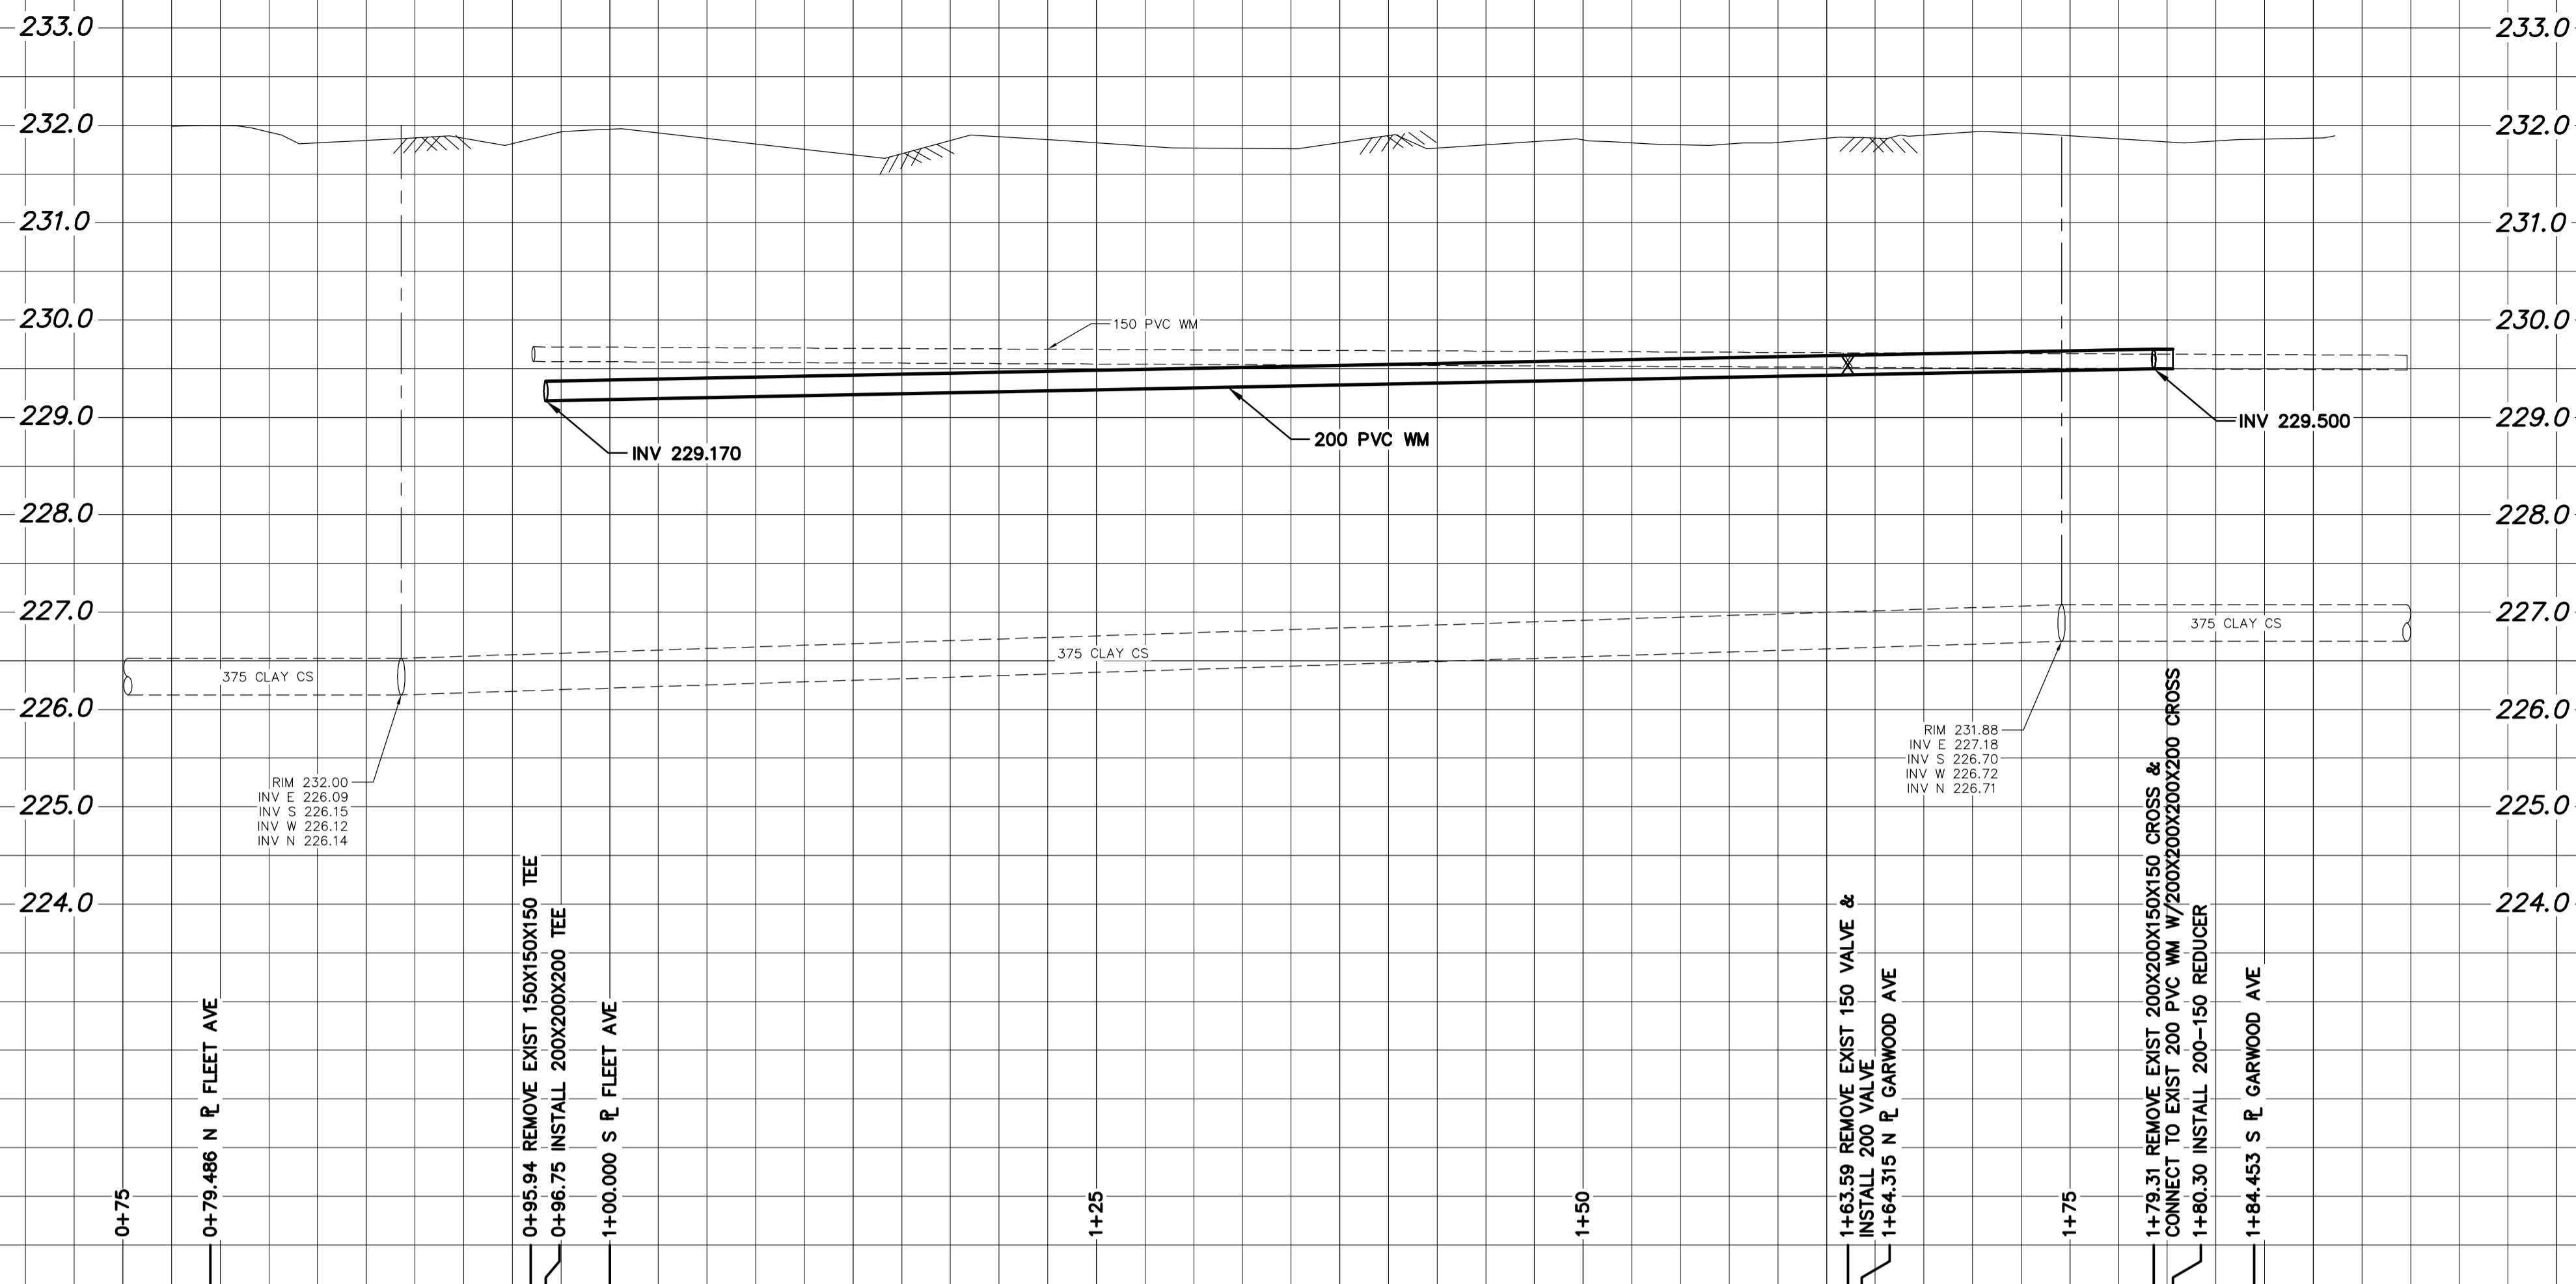 233.0
233.0
232.0
232.0
231.0
231.0
230.0
230.0
150 PVC WM
229.0
229.0
INV 229.500
200 PVC WM
INV 229.170
228.0
228.0
227.0
227.0
375 CLAY CS
375 CLAY CS
375 CLAY CS
226.0
226.0
RIM 231.88
INV E 227.18
INV S 226.70
INV W 226.72
INV N 226.71
RIM 232.00
INV E 226.09
INV S 226.15
INV W 226.12
INV N 226.14
225.0
225.0
224.0
224.0
0+75
0+79.486 N PL FLEET AVE
0+95.94 REMOVE EXIST 150X150X150 TEE
0+96.75 INSTALL 200X200X200 TEE
1+00.000 S PL FLEET AVE
1+25
1+50
1+63.59 REMOVE EXIST 150 VALVE &
INSTALL 200 VALVE
1+64.315 N PL GARWOOD AVE
1+75
1+79.31 REMOVE EXIST 200X200X150X150 CROSS &
CONNECT TO EXIST 200 PVC WM W/200X200X200X200 CROSS
1+80.30 INSTALL 200-150 REDUCER
1+84.453 S PL GARWOOD AVE